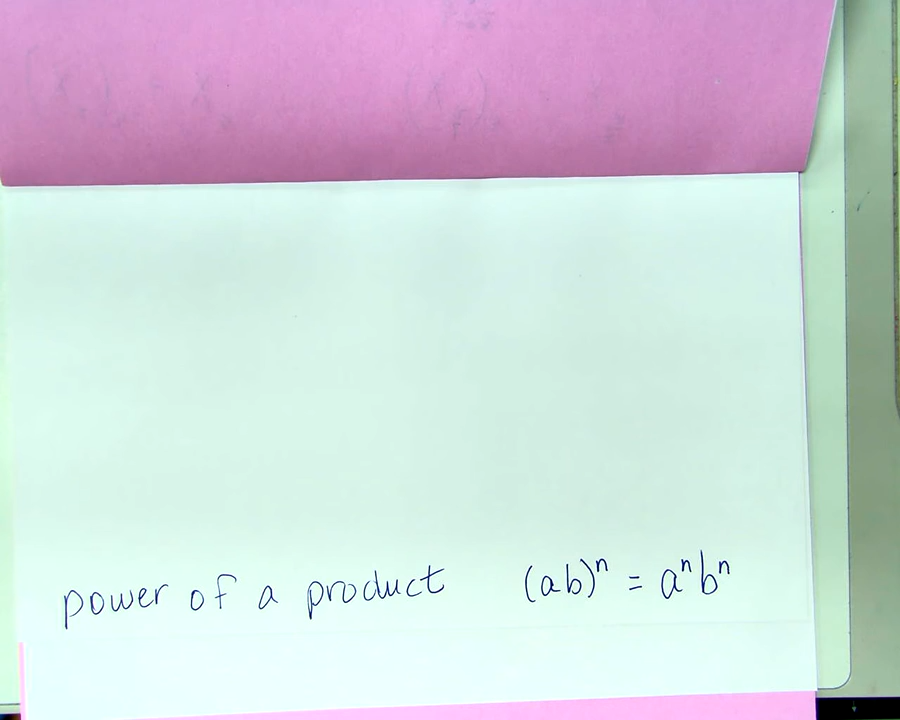 power of a product (ab)ⁿ = aⁿbⁿ